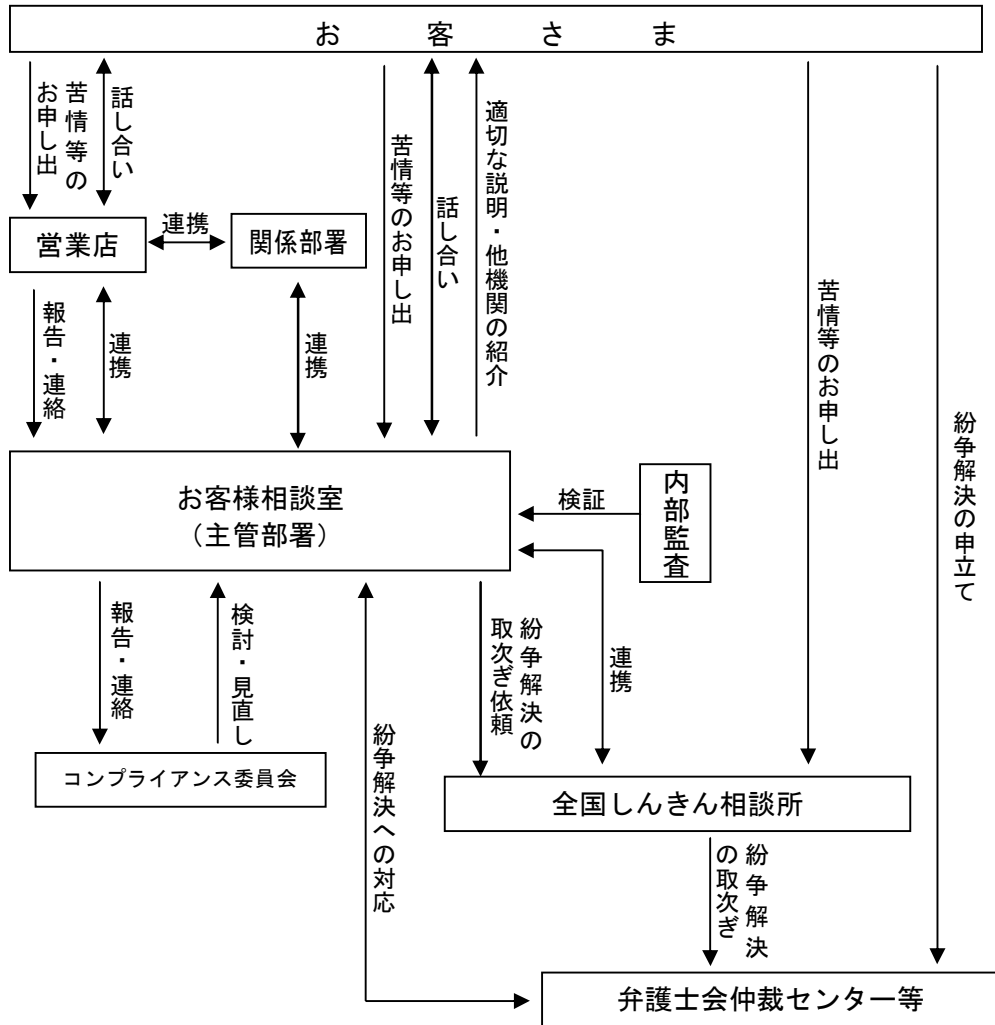 お客さま
苦情等の
お申し出
話し合い
苦情等のお申し出
話し合い
適切な説明・他機関の紹介
苦情等のお申し出
紛争解決の申立て
営業店
連携
関係部署
報告・連絡
連携
連携
お客様相談室
（主管部署）
検証
内部監査
報告・連絡
検討・見直し
紛争解決への対応
紛争解決の
取次ぎ依頼
連携
コンプライアンス委員会
全国しんきん相談所
紛争解決
の取次ぎ
弁護士会仲裁センター等